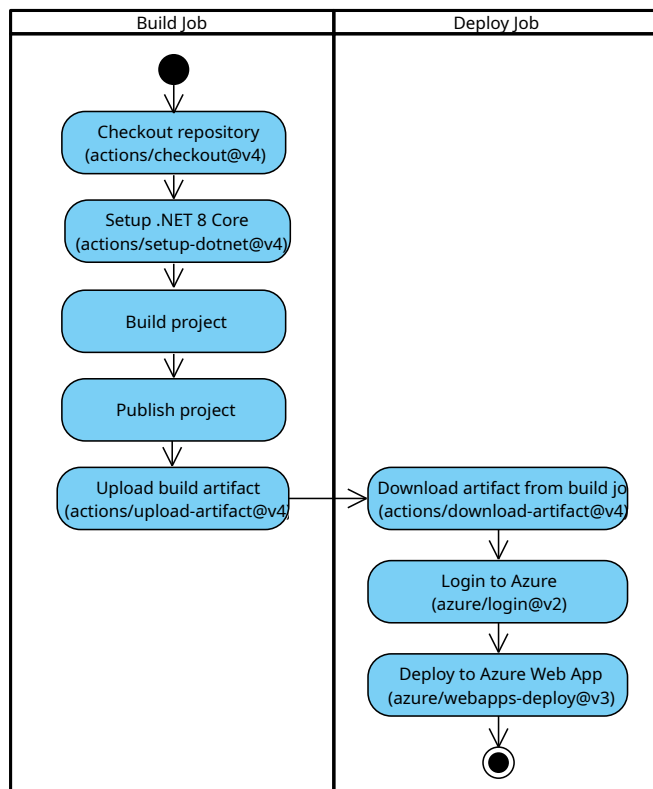 Build Job
Deploy Job
Checkout repository
(actions/checkout@v4)
Setup .NET 8 Core
(actions/setup-dotnet@v4)
Build project
Publish project
Upload build artifact
(actions/upload-artifact@v4)
Download artifact from build jo
(actions/download-artifact@v4)
Login to Azure
(azure/login@v2)
Deploy to Azure Web App
(azure/webapps-deploy@v3)